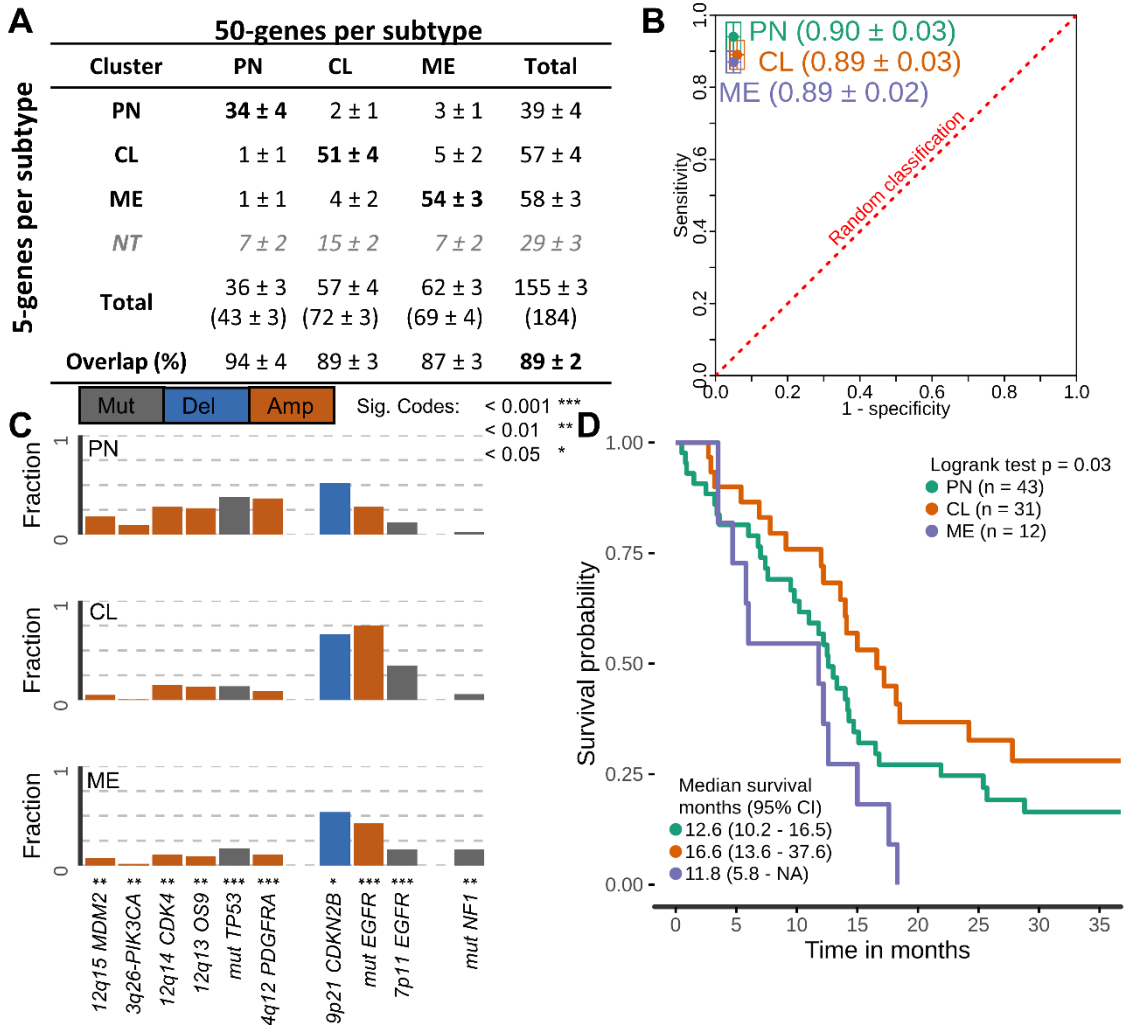 A
50-genes per subtype
5-genes per subtype
Cluster PN CL ME Total
PN 34 ± 4 2 ± 1 3 ± 1 39 ± 4
CL 1 ± 1 51 ± 4 5 ± 2 57 ± 4
ME 1 ± 1 4 ± 2 54 ± 3 58 ± 3
NT 7 ± 2 15 ± 2 7 ± 2 29 ± 3
Total 36 ± 3 57 ± 4 62 ± 3 155 ± 3
(43 ± 3) (72 ± 3) (69 ± 4) (184)
Overlap (%) 94 ± 4 89 ± 3 87 ± 3 89 ± 2
B
PN (0.90 ± 0.03)
CL (0.89 ± 0.03)
ME (0.89 ± 0.02)
Random classification
Sensitivity
1.0
0.8
0.6
0.4
0.2
0.0
0.0 0.2 0.4 0.6 0.8 1.0
1 - specificity
C
Mut Del Amp
Sig. Codes: < 0.001 ***
< 0.01 **
< 0.05 *
PN
Fraction
1
0
CL
Fraction
1
0
ME
Fraction
1
0
12q15 MDM2 **
3q26-PIK3CA **
12q14 CDK4 **
12q13 OS9 **
mut TP53 ***
4q12 PDGFRA ***
9p21 CDKN2B *
mut EGFR ***
7p11 EGFR ***
mut NF1 **
D
Survival probability
1.00
0.75
0.50
0.25
0.00
Logrank test p = 0.03
PN (n = 43)
CL (n = 31)
ME (n = 12)
Median survival
months (95% CI)
12.6 (10.2 - 16.5)
16.6 (13.6 - 37.6)
11.8 (5.8 - NA)
0 5 10 15 20 25 30 35
Time in months